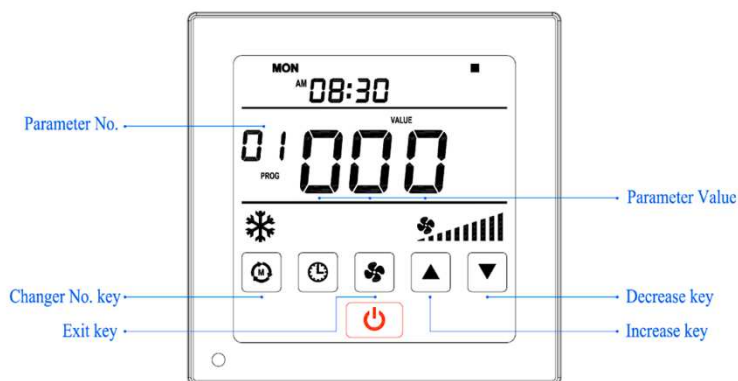 MON
AM 08:30
Parameter No.
VALUE
01 000
PROG
Parameter Value
M
Changer No. key
Decrease key
Exit key
Increase key